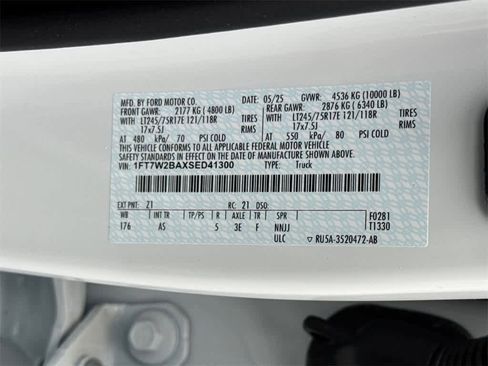 MFD. BY FORD MOTOR CO. 05/25 GVWR: 4536 KG (10000 LB)
FRONT GAWR: 2177 KG (4800 LB) REAR GAWR: 2876 KG (6340 LB)
LT245/75R17E 121/118R TIRES LT245/75R17E 121/118R TIRES
17x7.5J RIMS 17x7.5J RIMS
AT 480 kPa/ 70 PSI COLD AT 550 kPa/ 80 PSI COLD
THIS VEHICLE CONFORMS TO ALL APPLICABLE FEDERAL MOTOR
VEHICLE SAFETY STANDARDS IN EFFECT ON THE DATE OF MANUFACTURE SHOWN ABOVE.
VIN: 1FT7W2BAXSED41300 TYPE: Truck
EXT PNT: Z1 RC: 21 DSO: F0281
WB INT TR TP/PS R AXLE TR SPR T1330
176 AS 5 3E F NNJJ
ULC RU5A-3520472-AB